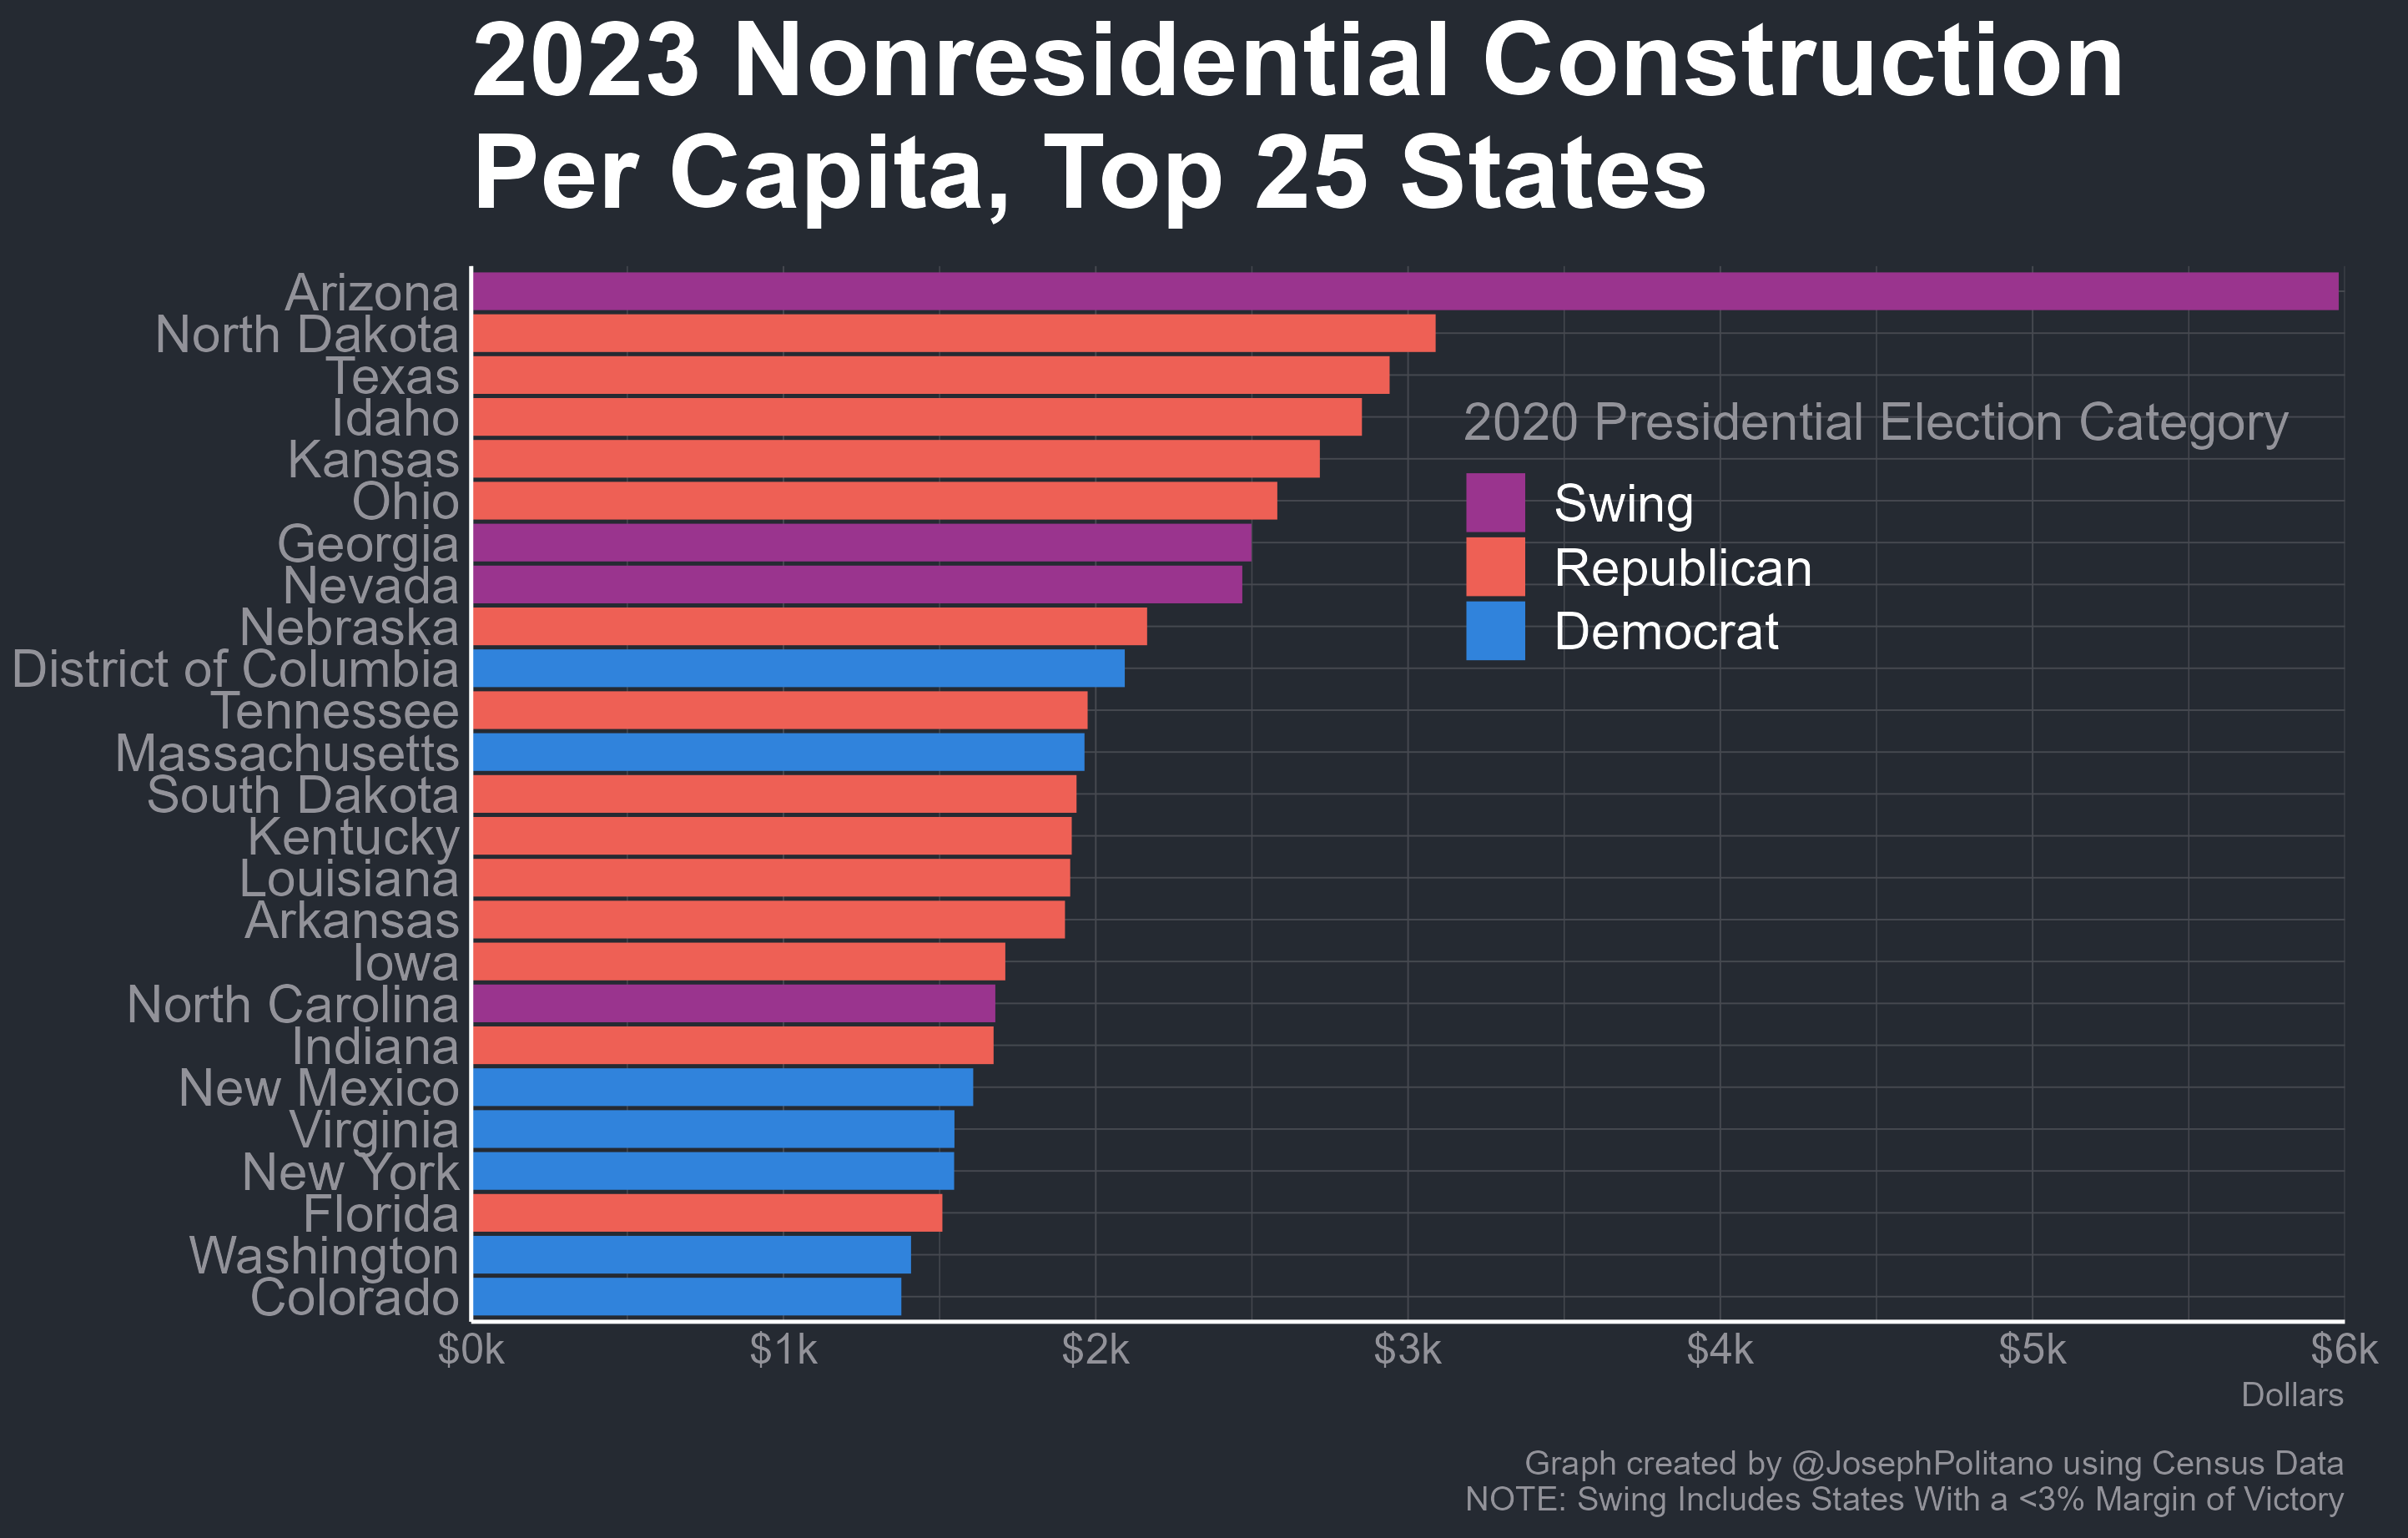 2023 Nonresidential Construction
Per Capita, Top 25 States
Arizona
North Dakota
Texas
Idaho
Kansas
Ohio
Georgia
Nevada
Nebraska
District of Columbia
Tennessee
Massachusetts
South Dakota
Kentucky
Louisiana
Arkansas
Iowa
North Carolina
Indiana
New Mexico
Virginia
New York
Florida
Washington
Colorado
2020 Presidential Election Category
Swing
Republican
Democrat
$0k $1k $2k $3k $4k $5k $6k
Dollars
Graph created by @JosephPolitano using Census Data
NOTE: Swing Includes States With a <3% Margin of Victory